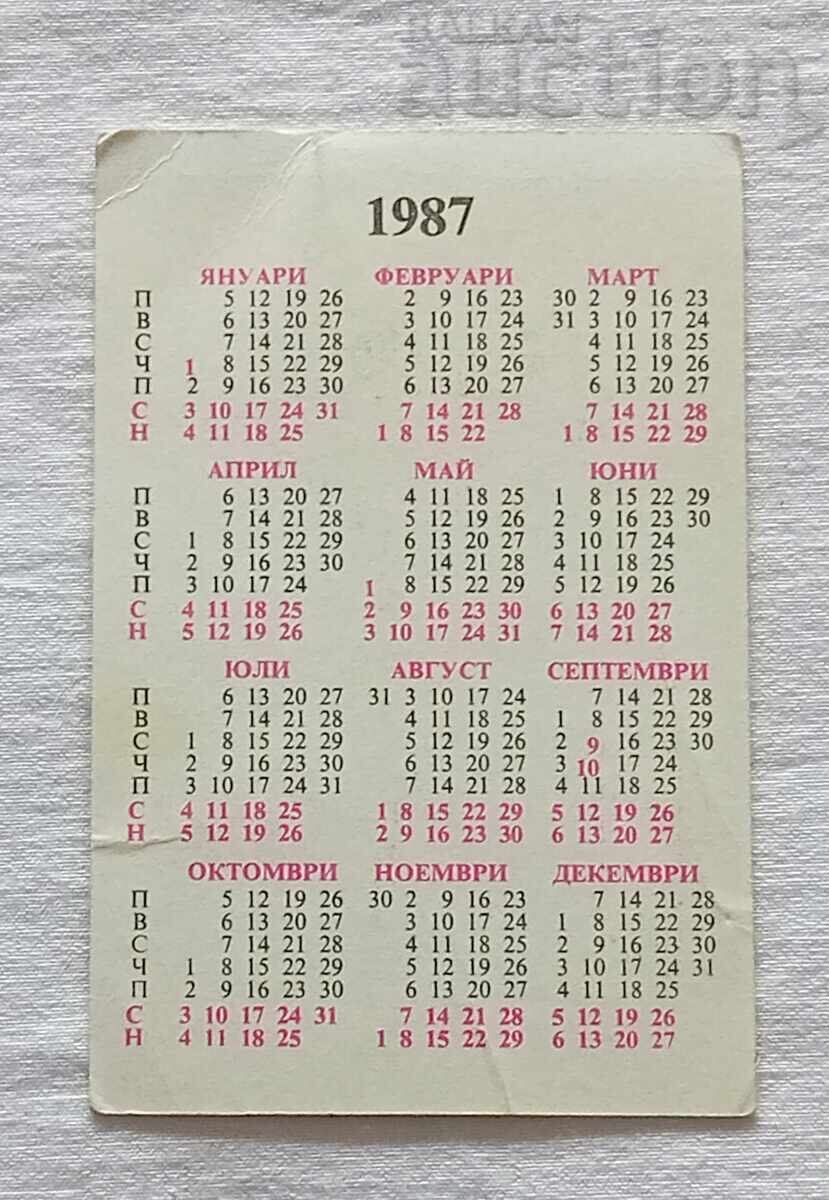 BALKAN
auction
1987
ЯНУАРИ ФЕВРУАРИ МАРТ
П 5 12 19 26 2 9 16 23 30 2 9 16 23
В 6 13 20 27 3 10 17 24 31 3 10 17 24
С 7 14 21 28 4 11 18 25 4 11 18 25
Ч 1 8 15 22 29 5 12 19 26 5 12 19 26
П 2 9 16 23 30 6 13 20 27 6 13 20 27
С 3 10 17 24 31 7 14 21 28 7 14 21 28
Н 4 11 18 25 1 8 15 22 1 8 15 22 29
АПРИЛ МАЙ ЮНИ
П 6 13 20 27 4 11 18 25 1 8 15 22 29
В 7 14 21 28 5 12 19 26 2 9 16 23 30
С 1 8 15 22 29 6 13 20 27 3 10 17 24
Ч 2 9 16 23 30 7 14 21 28 4 11 18 25
П 3 10 17 24 1 8 15 22 29 5 12 19 26
С 4 11 18 25 2 9 16 23 30 6 13 20 27
Н 5 12 19 26 3 10 17 24 31 7 14 21 28
ЮЛИ АВГУСТ СЕПТЕМВРИ
П 6 13 20 27 31 3 10 17 24 7 14 21 28
В 7 14 21 28 4 11 18 25 1 8 15 22 29
С 1 8 15 22 29 5 12 19 26 2 9 16 23 30
Ч 2 9 16 23 30 6 13 20 27 3 10 17 24
П 3 10 17 24 31 7 14 21 28 4 11 18 25
С 4 11 18 25 1 8 15 22 29 5 12 19 26
Н 5 12 19 26 2 9 16 23 30 6 13 20 27
ОКТОМВРИ НОЕМВРИ ДЕКЕМВРИ
П 5 12 19 26 30 2 9 16 23 7 14 21 28
В 6 13 20 27 3 10 17 24 1 8 15 22 29
С 7 14 21 28 4 11 18 25 2 9 16 23 30
Ч 1 8 15 22 29 5 12 19 26 3 10 17 24 31
П 2 9 16 23 30 6 13 20 27 4 11 18 25
С 3 10 17 24 31 7 14 21 28 5 12 19 26
Н 4 11 18 25 1 8 15 22 29 6 13 20 27